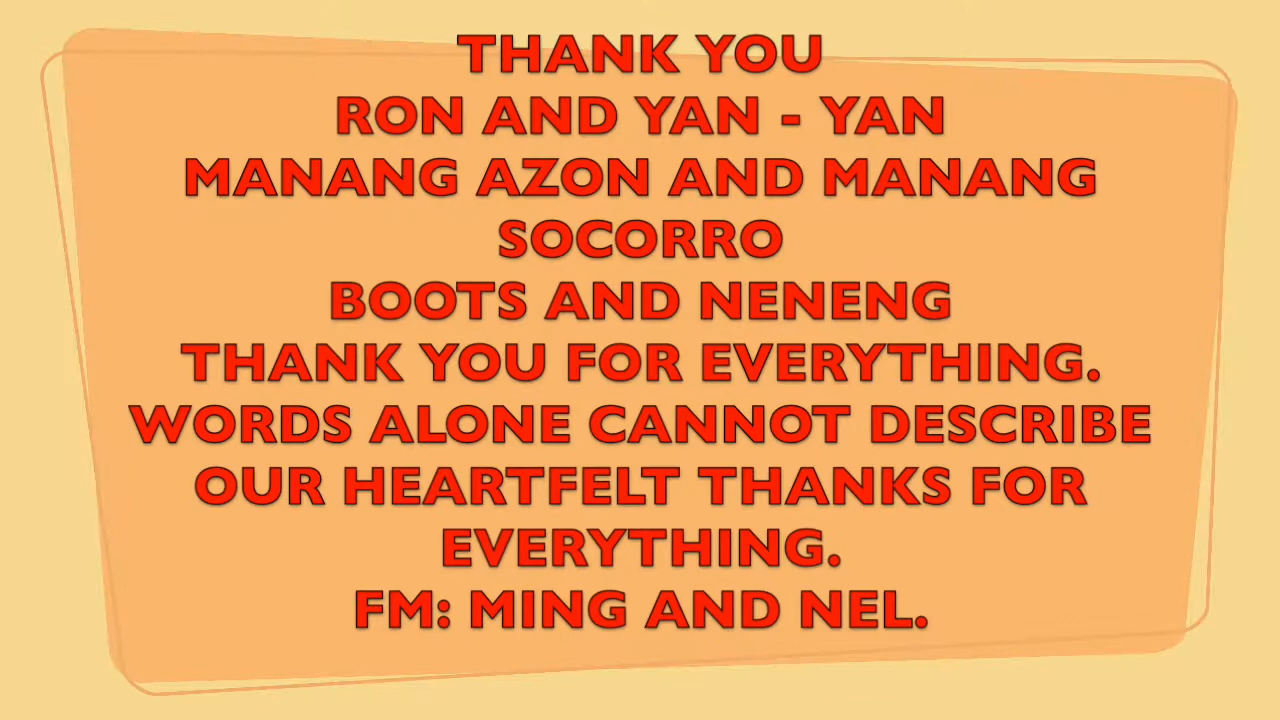 THANK YOU
RON AND YAN - YAN
MANANG AZON AND MANANG
SOCORRO
BOOTS AND NENENG
THANK YOU FOR EVERYTHING.
WORDS ALONE CANNOT DESCRIBE
OUR HEARTFELT THANKS FOR
EVERYTHING.
FM: MING AND NEL.